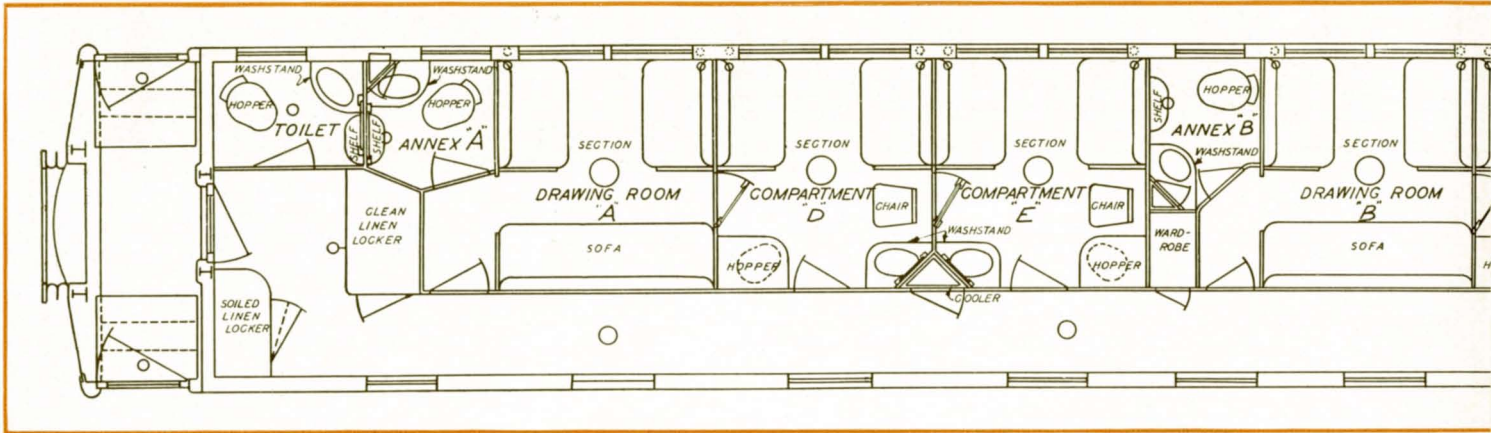 WASHSTAND
HOPPER
TOILET
SHELF
SHELF
WASHSTAND
HOPPER
ANNEX "A"
CLEAN
LINEN
LOCKER
SOILED
LINEN
LOCKER
SECTION
DRAWING ROOM
"A"
SOFA
SECTION
COMPARTMENT
"D"
CHAIR
HOPPER
WASHSTAND
COOLER
SECTION
COMPARTMENT
"E"
CHAIR
HOPPER
SHELF
HOPPER
ANNEX "B"
WASHSTAND
WARD-
ROBE
SECTION
DRAWING ROOM
"B"
SOFA
H